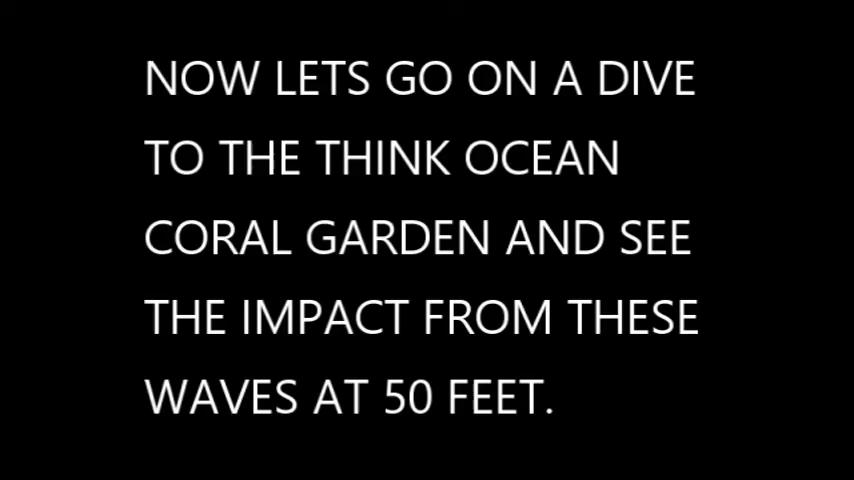 NOW LETS GO ON A DIVE
TO THE THINK OCEAN
CORAL GARDEN AND SEE
THE IMPACT FROM THESE
WAVES AT 50 FEET.